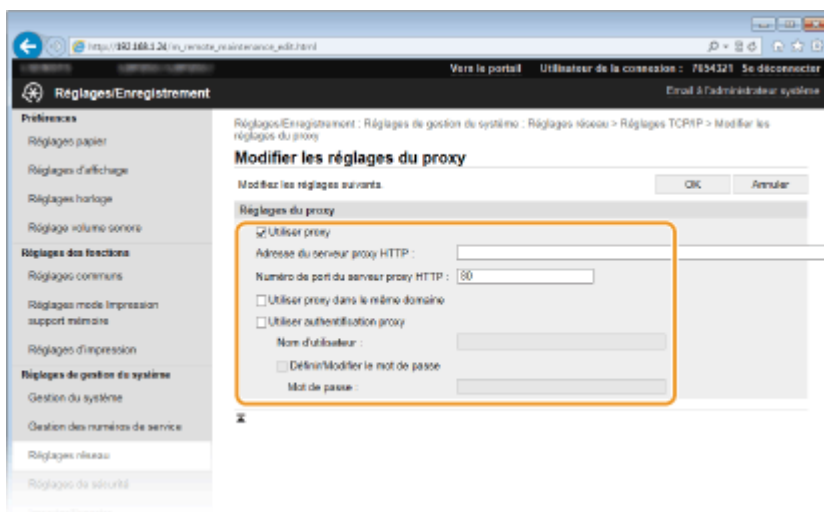 http://192.168.1.24/m_remote_maintenance_edit.html
Vers le portail Utilisateur de la connexion : 7654321 Se déconnecter
Réglages/Enregistrement
Email à l'administrateur système
Préférences
Réglages papier
Réglages d'affichage
Réglages horloge
Réglage volume sonore
Réglages des fonctions
Réglages communs
Réglages mode Impression
support mémoire
Réglages d'impression
Réglages de gestion du système
Gestion du système
Gestion des numéros de service
Réglages réseau
Réglages de sécurité
Réglages/Enregistrement : Réglages de gestion du système : Réglages réseau > Réglages TCP/IP > Modifier les
réglages du proxy
Modifier les réglages du proxy
Modifiez les réglages suivants.
OK
Annuler
Réglages du proxy
Utiliser proxy
Adresse du serveur proxy HTTP :
Numéro de port du serveur proxy HTTP : 80
Utiliser proxy dans le même domaine
Utiliser authentification proxy
Nom d'utilisateur :
Définir/Modifier le mot de passe
Mot de passe :